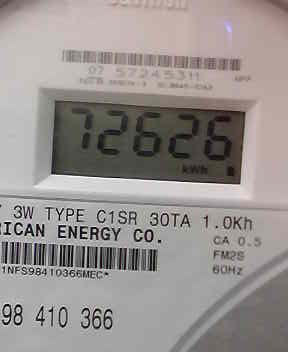 07 57245311
72626
kWh
3W TYPE C1SR 30TA 1.0Kh
RICAN ENERGY CO.
CA 0.5
FM2S
60Hz
1NFS98410366MEC*
98 410 366